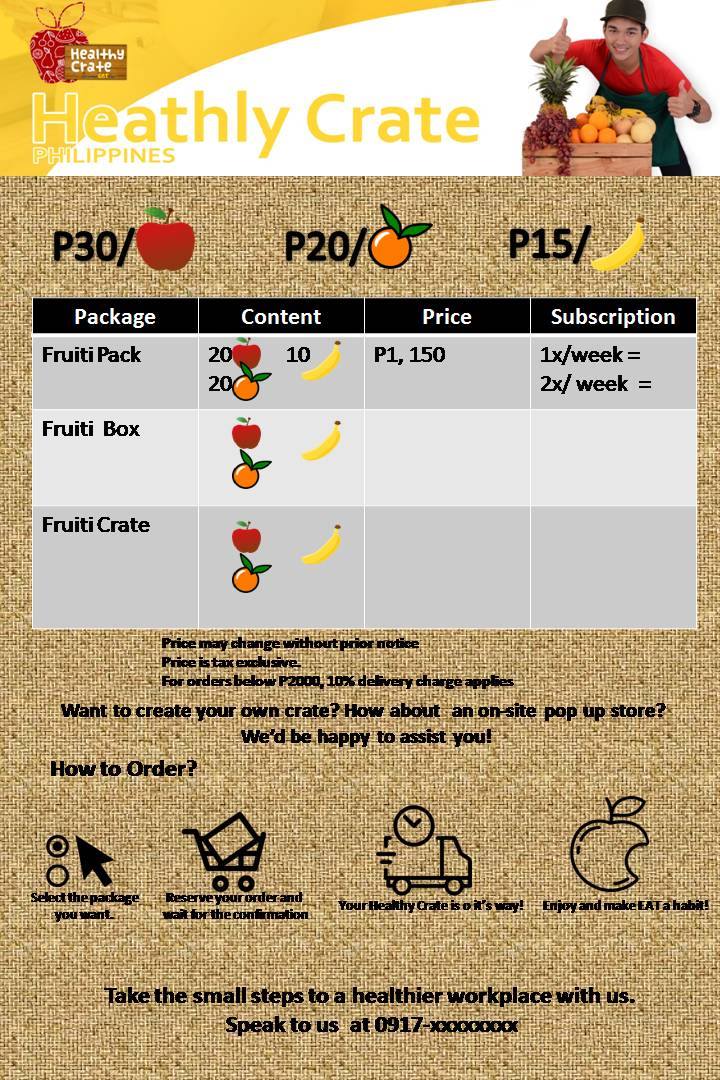 Healthy
Crate
EAT
Heathly Crate
PHILIPPINES
P30/ P20/ P15/
Package Content Price Subscription
Fruiti Pack 20 10 P1, 150 1x/week =
20 2x/ week =
Fruiti Box
Fruiti Crate
Price may change without prior notice
Price is tax exclusive.
For orders below P2000, 10% delivery charge applies
Want to create your own crate? How about an on-site pop up store?
We'd be happy to assist you!
How to Order?
Select the package
you want.
Reserve your order and
wait for the confirmation
Your Healthy Crate is o it's way!
Enjoy and make EAT a habit!
Take the small steps to a healthier workplace with us.
Speak to us at 0917-xxxxxxxx